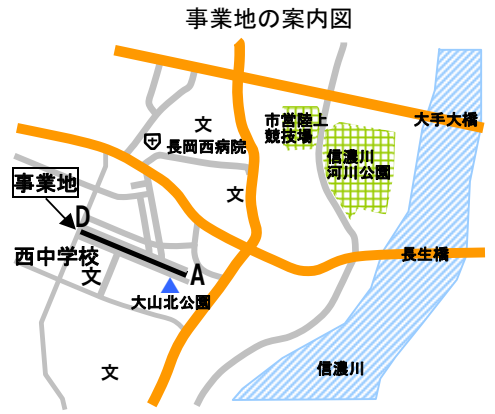 事業地の案内図
大手大橋
市営陸上
競技場
文
長岡西病院
信濃川
河川公園
事業地
文
D
西中学校
文
A
長生橋
大山北公園
信濃川
文